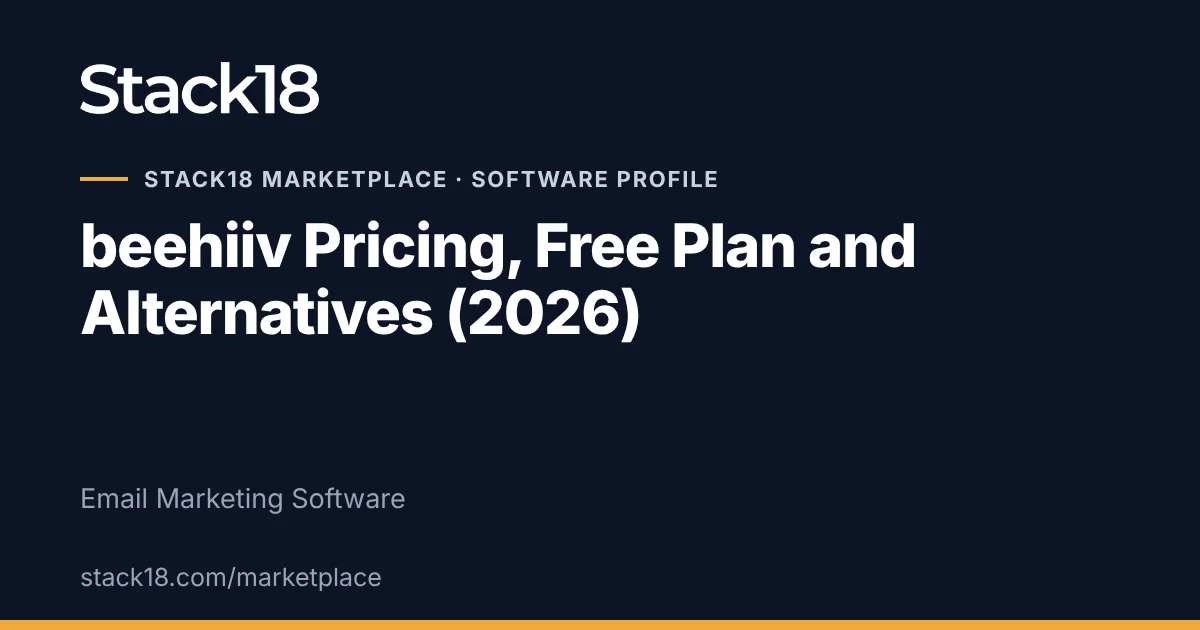 Stack18
STACK18 MARKETPLACE · SOFTWARE PROFILE
beehiiv Pricing, Free Plan and
Alternatives (2026)
Email Marketing Software
stack18.com/marketplace